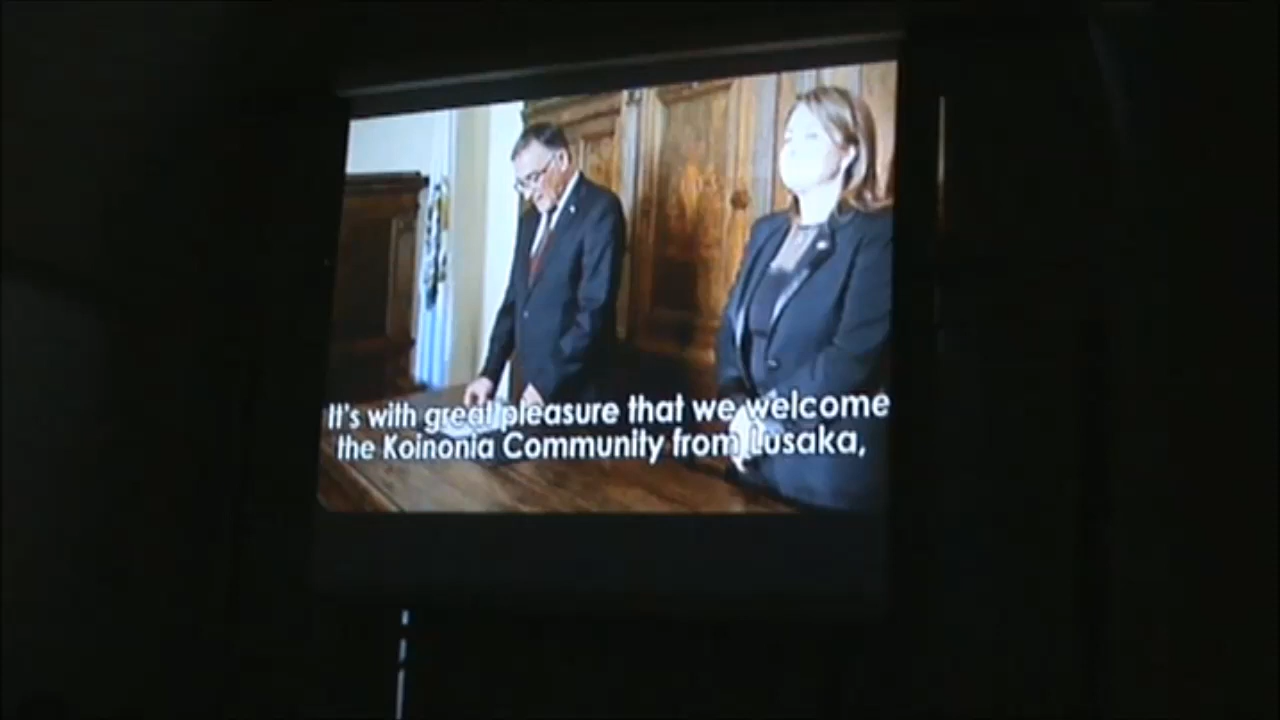 It's with great pleasure that we welcome
the Koinonia Community from Lusaka,